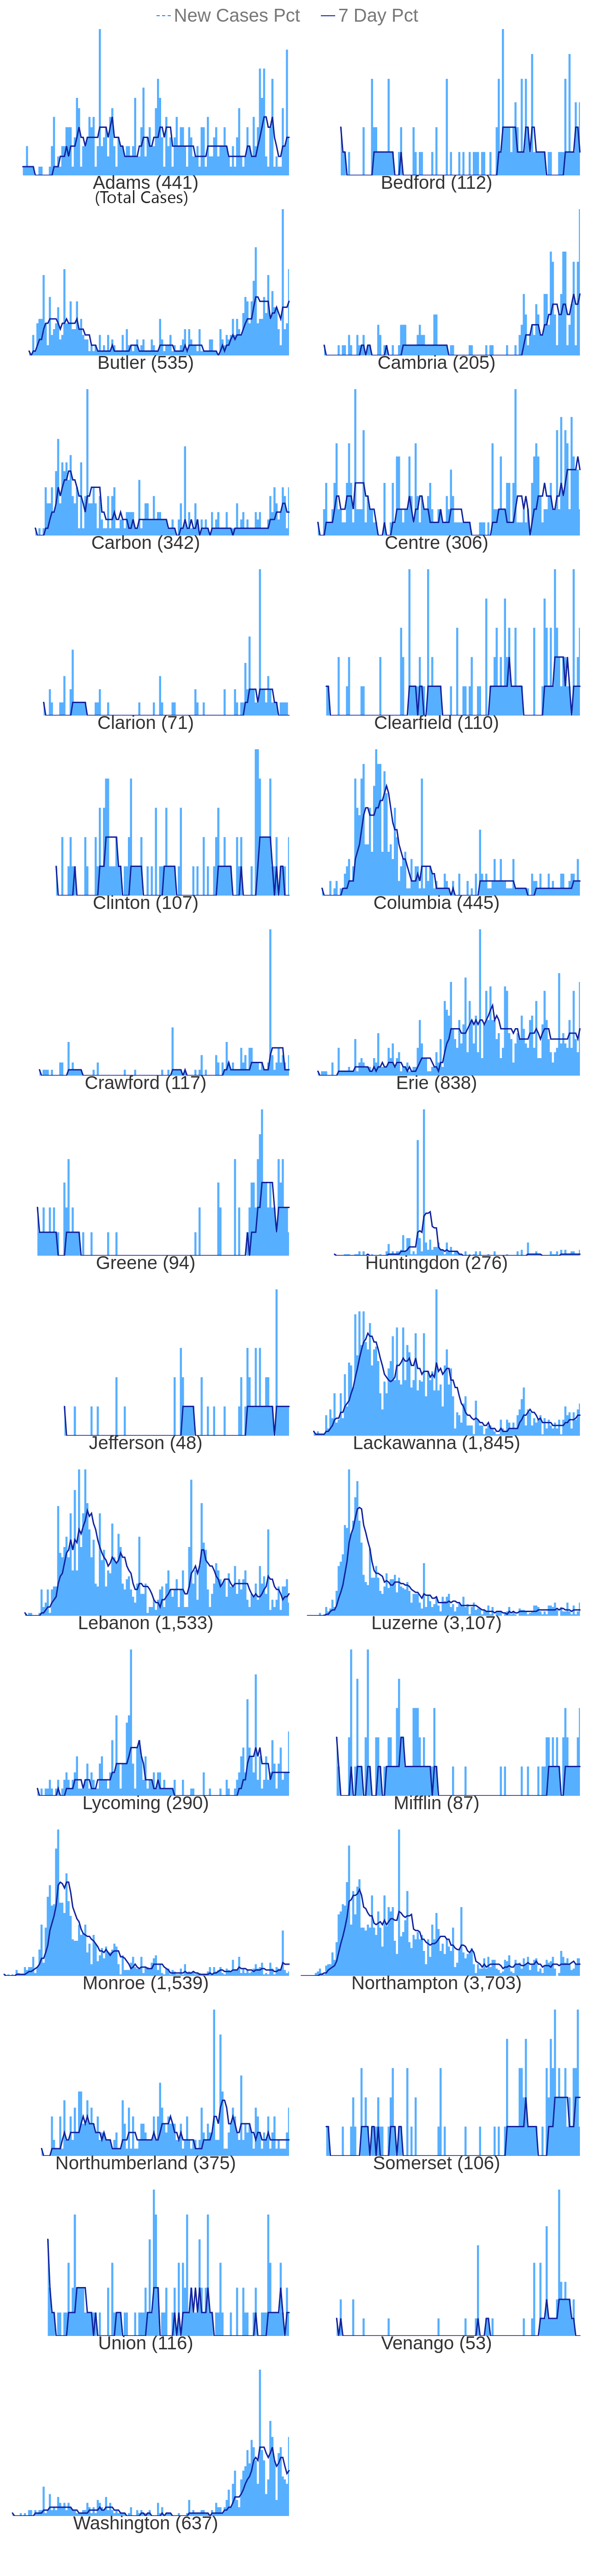 New Cases Pct 7 Day Pct
Adams (441) Bedford (112)
(Total Cases)
Butler (535) Cambria (205)
Carbon (342) Centre (306)
Clarion (71) Clearfield (110)
Clinton (107) Columbia (445)
Crawford (117) Erie (838)
Greene (94) Huntingdon (276)
Jefferson (48) Lackawanna (1,845)
Lebanon (1,533) Luzerne (3,107)
Lycoming (290) Mifflin (87)
Monroe (1,539) Northampton (3,703)
Northumberland (375) Somerset (106)
Union (116) Venango (53)
Washington (637)